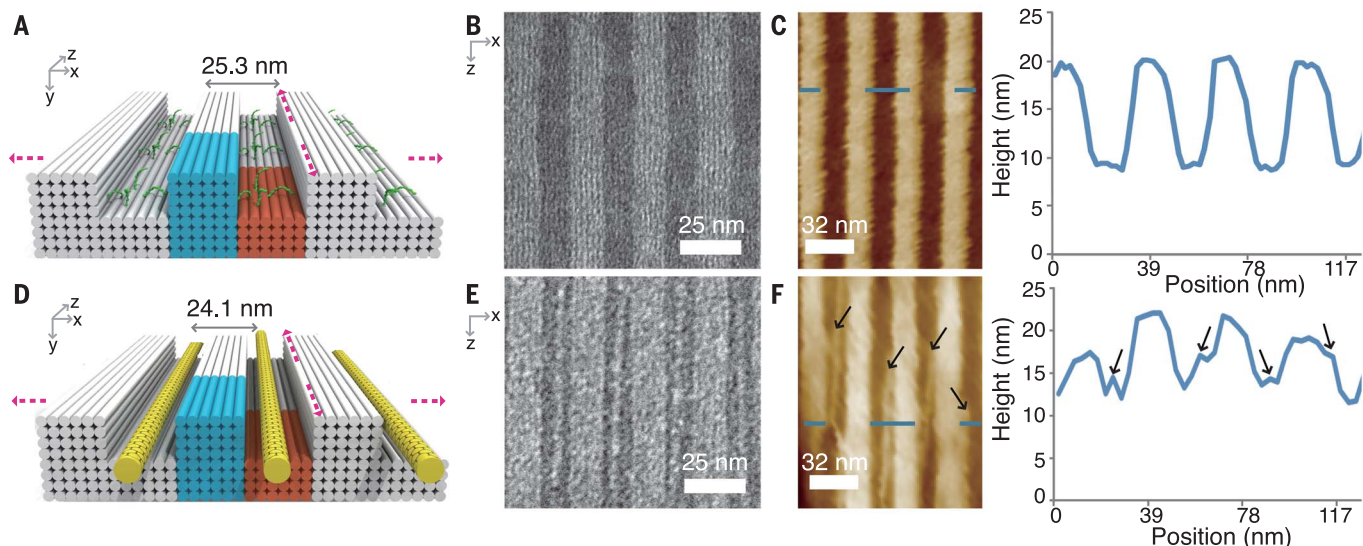 A
z
x
y
25.3 nm
B
x
z
25 nm
C
32 nm
Height (nm)
25
20
15
10
5
0
0 39 78 117
Position (nm)
D
z
x
y
24.1 nm
E
x
z
25 nm
F
32 nm
Height (nm)
25
20
15
10
5
0
0 39 78 117
Position (nm)